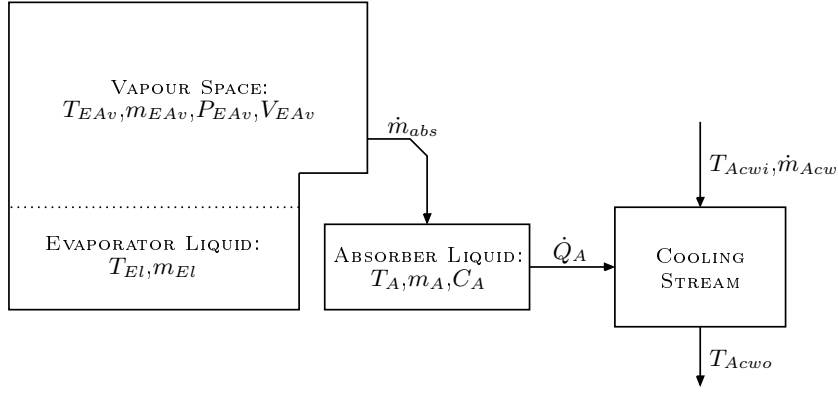 Vapour Space:
T_{EAv},m_{EAv},P_{EAv},V_{EAv}
ṁ_{abs}
T_{Acwi},ṁ_{Acw}
Evaporator Liquid:
T_{El},m_{El}
Absorber Liquid:
T_A,m_A,C_A
Q̇_A
Cooling
Stream
T_{Acwo}